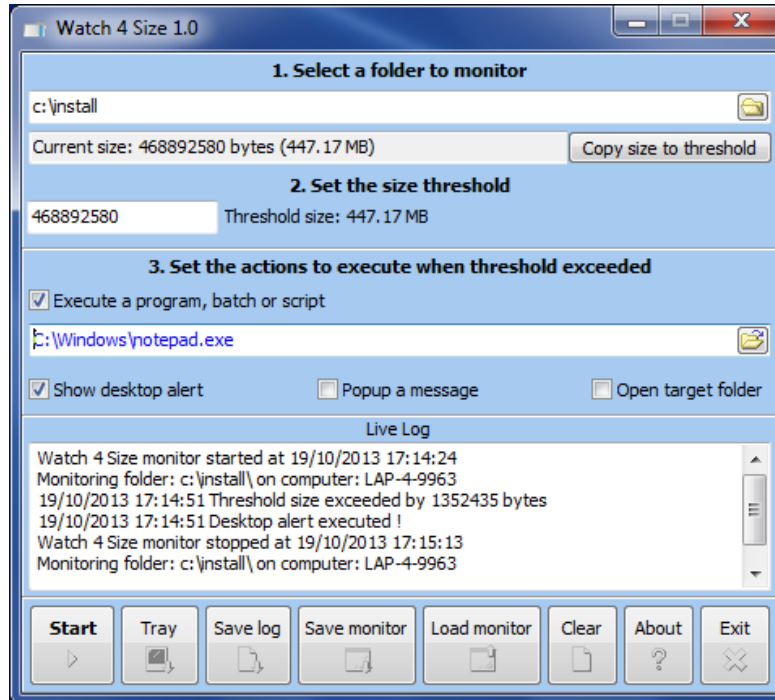 Watch 4 Size 1.0
1. Select a folder to monitor
c:\install
Current size: 468892580 bytes (447.17 MB)
Copy size to threshold
2. Set the size threshold
468892580
Threshold size: 447.17 MB
3. Set the actions to execute when threshold exceeded
Execute a program, batch or script
C:\Windows\notepad.exe
Show desktop alert
Popup a message
Open target folder
Live Log
Watch 4 Size monitor started at 19/10/2013 17:14:24
Monitoring folder: c:\install\ on computer: LAP-4-9963
19/10/2013 17:14:51 Threshold size exceeded by 1352435 bytes
19/10/2013 17:14:51 Desktop alert executed !
Watch 4 Size monitor stopped at 19/10/2013 17:15:13
Monitoring folder: c:\install\ on computer: LAP-4-9963
Start
Tray
Save log
Save monitor
Load monitor
Clear
About
Exit